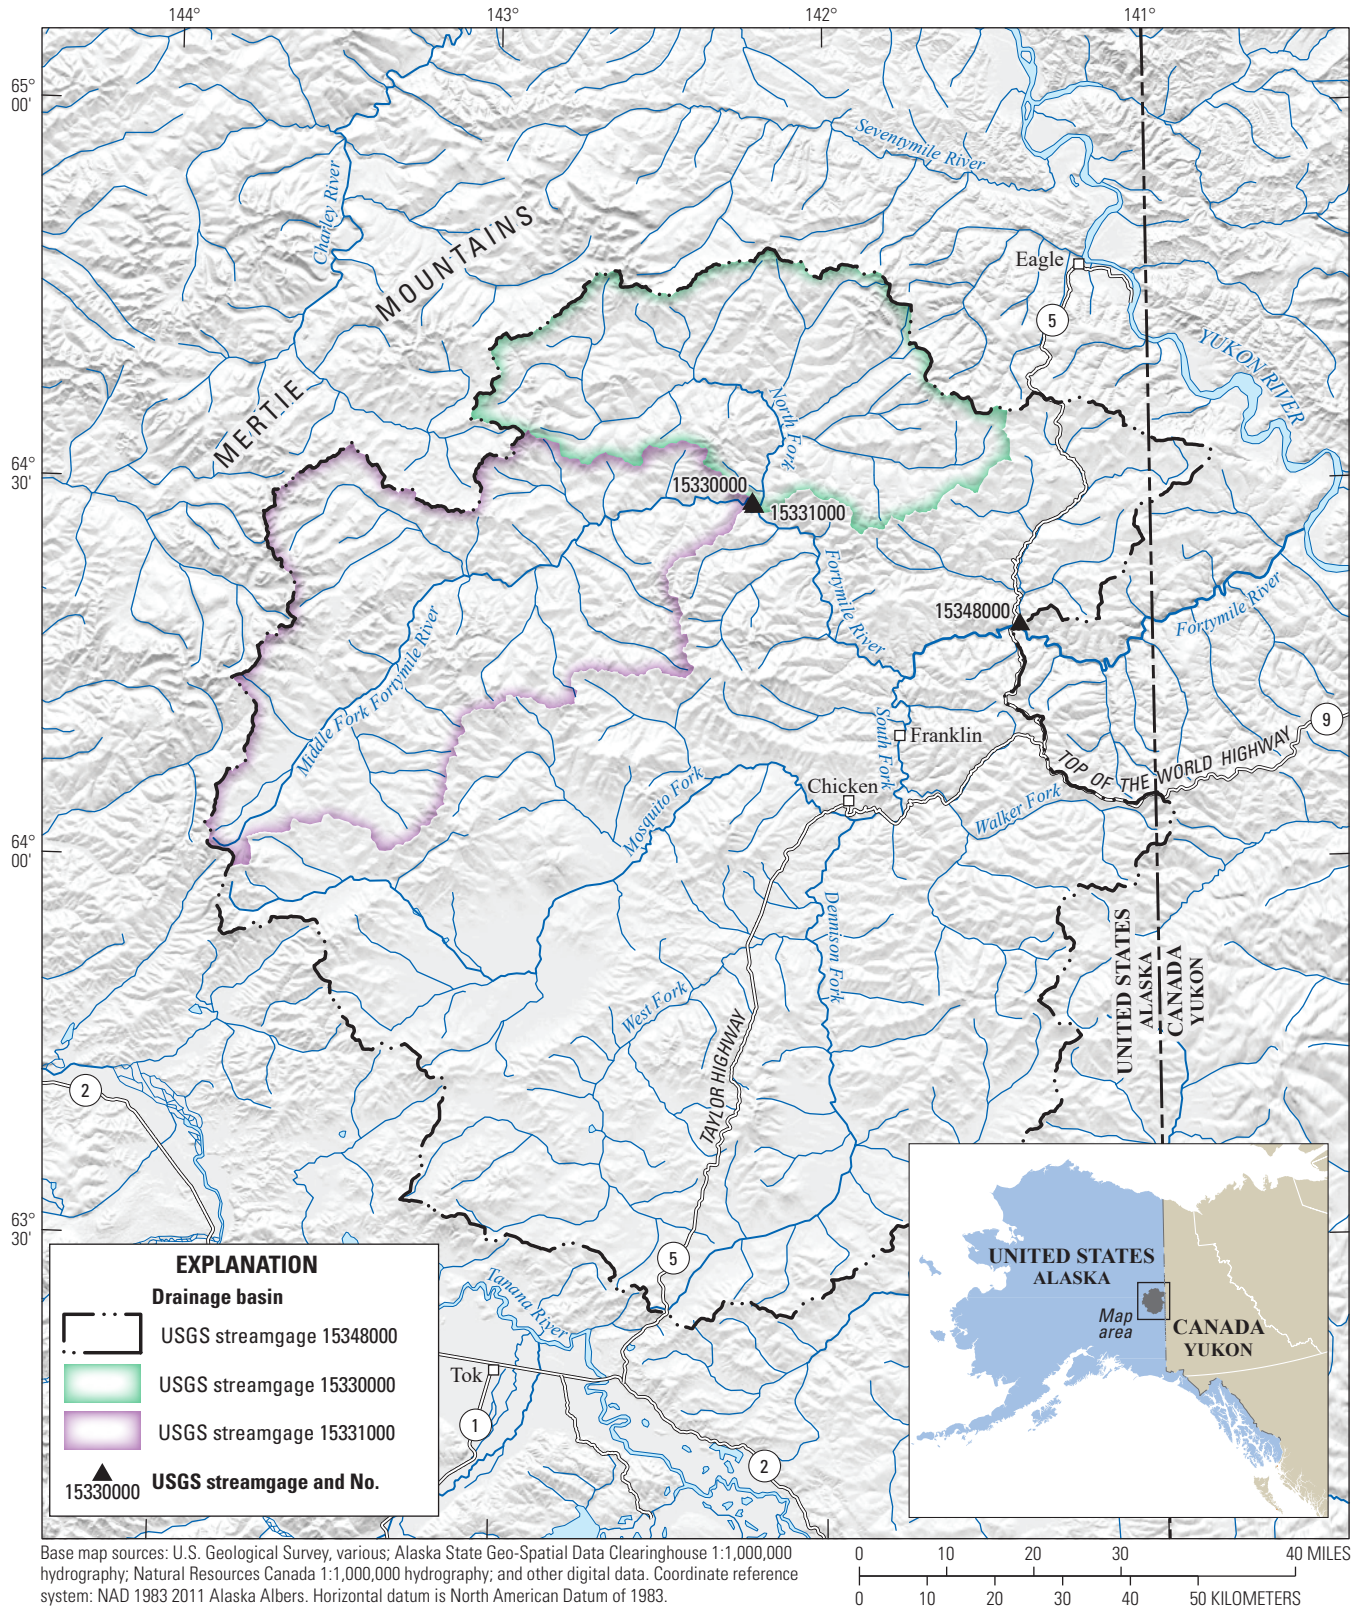 144°
143°
142°
141°
65°
00'
64°
30'
64°
00'
63°
30'
Seventymile River
Charley River
MERTIE MOUNTAINS
Eagle
5
YUKON RIVER
North Fork
15330000
15331000
Fortymile River
15348000
Fortymile River
Middle Fork Fortymile River
South Fork
Franklin
9
TOP OF THE WORLD HIGHWAY
Chicken
Mosquito Fork
Walker Fork
Dennison Fork
UNITED STATES
ALASKA
CANADA
YUKON
West Fork
TAYLOR HIGHWAY
2
5
Tanana River
Tok
1
2
EXPLANATION
Drainage basin
USGS streamgage 15348000
USGS streamgage 15330000
USGS streamgage 15331000
15330000
USGS streamgage and No.
UNITED STATES
ALASKA
Map
area
CANADA
YUKON
Base map sources: U.S. Geological Survey, various; Alaska State Geo-Spatial Data Clearinghouse 1:1,000,000
hydrography; Natural Resources Canada 1:1,000,000 hydrography; and other digital data. Coordinate reference
system: NAD 1983 2011 Alaska Albers. Horizontal datum is North American Datum of 1983.
0 10 20 30 40 MILES
0 10 20 30 40 50 KILOMETERS